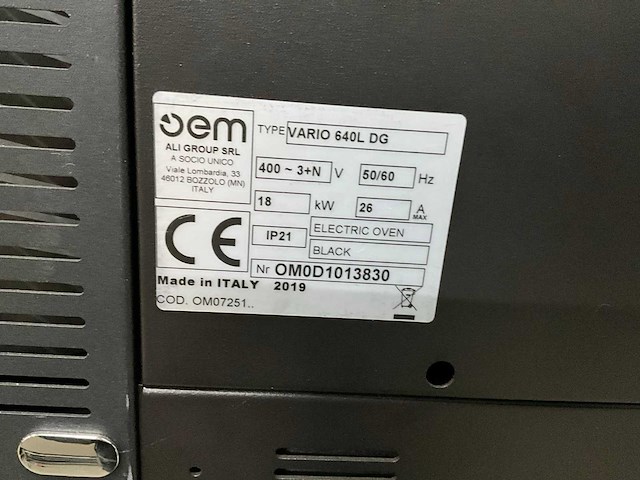 oem
ALI GROUP SRL
A SOCIO UNICO
Viale Lombardia, 33
46012 BOZZOLO (MN)
ITALY
TYPE VARIO 640L DG
400 ~ 3+N V 50/60 Hz
18 kW 26 A MAX
CE
IP21 ELECTRIC OVEN
BLACK
Nr OM0D1013830
Made in ITALY 2019
COD. OM07251..